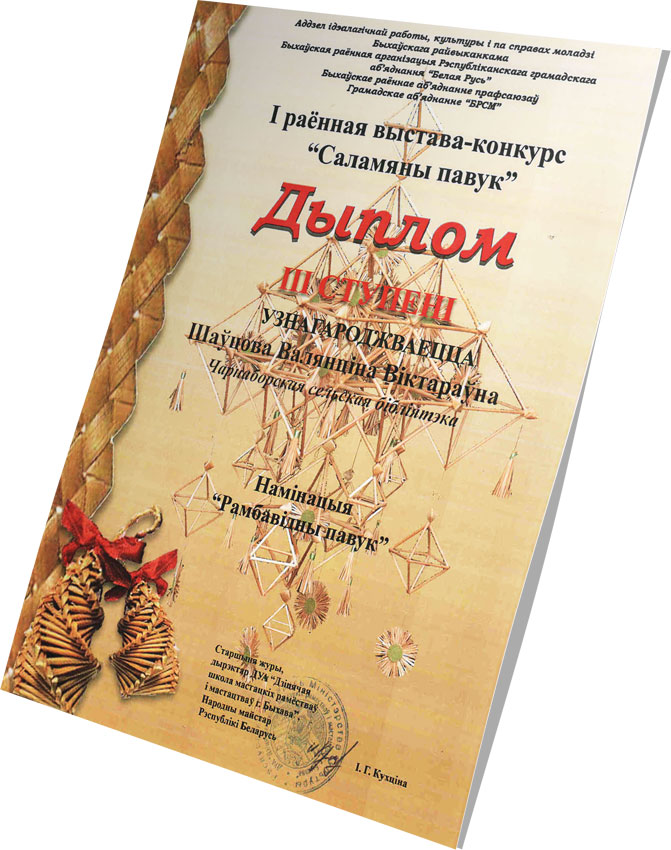 Аддзел ідэалагічнай работы, культуры і па справах моладзі
Быхаўскага райвыканкама
Быхаўская раённая арганізацыя Рэспубліканскага грамадскага
аб'яднання “Белая Русь”
Быхаўскае раённае аб'яднанне прафсаюзаў
Грамадскае аб'яднанне “БРСМ”
І раённая выстава-конкурс
“Саламяны павук”
Дыплом
ІІІ СТУПЕНІ
УЗНАГАРОДЖВАЕЦЦА
Шаўцова Валянціна Віктараўна
Чарнаборская сельская бібліятэка
Намінацыя
“Рамбавідны павук”
Старшыня журы,
дырэктар ДУА “Дзіцячая
школа мастацкіх рамёстваў
і мастацтваў г. Быхава”,
Народны майстар
Рэспублікі Беларусь
І. Г. Кухціна